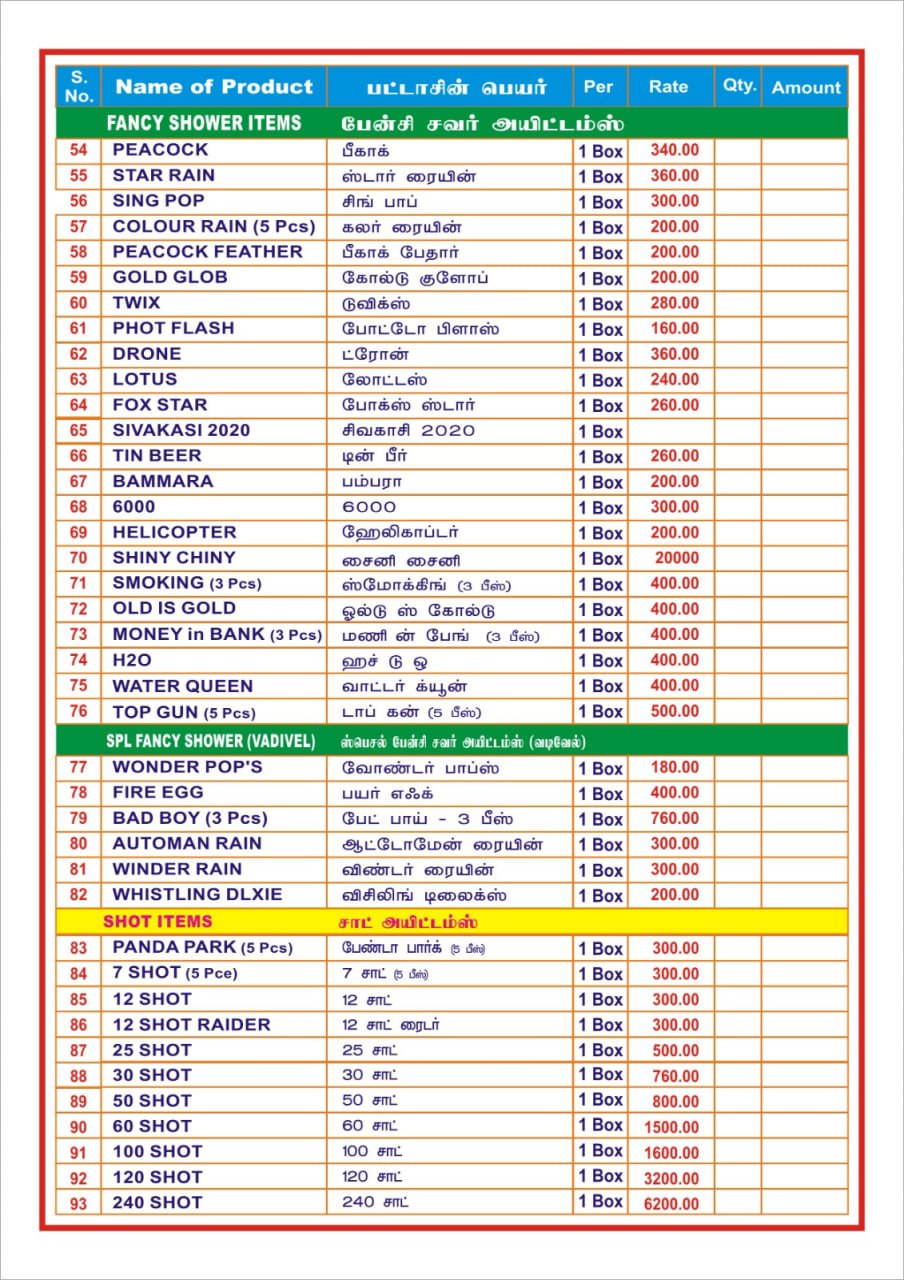 S. No. Name of Product பட்டாசின் பெயர் Per Rate Qty. Amount
FANCY SHOWER ITEMS பேன்சி சவர் அயிட்டம்ஸ்
54 PEACOCK பீகாக் 1 Box 340.00
55 STAR RAIN ஸ்டார் ரையின் 1 Box 360.00
56 SING POP சிங் பாப் 1 Box 300.00
57 COLOUR RAIN (5 Pcs) கலர் ரையின் 1 Box 200.00
58 PEACOCK FEATHER பீகாக் பேதார் 1 Box 200.00
59 GOLD GLOB கோல்டு குளோப் 1 Box 200.00
60 TWIX டுவிக்ஸ் 1 Box 280.00
61 PHOT FLASH போட்டோ பிளாஸ் 1 Box 160.00
62 DRONE ட்ரோன் 1 Box 360.00
63 LOTUS லோட்டஸ் 1 Box 240.00
64 FOX STAR போக்ஸ் ஸ்டார் 1 Box 260.00
65 SIVAKASI 2020 சிவகாசி 2020 1 Box
66 TIN BEER டின் பீர் 1 Box 260.00
67 BAMMARA பம்பரா 1 Box 200.00
68 6000 6000 1 Box 300.00
69 HELICOPTER ஹேலிகாப்டர் 1 Box 200.00
70 SHINY CHINY சைனி சைனி 1 Box 20000
71 SMOKING (3 Pcs) ஸ்மோக்கிங் (3 பீஸ்) 1 Box 400.00
72 OLD IS GOLD ஓல்டு ஸ் கோல்டு 1 Box 400.00
73 MONEY in BANK (3 Pcs) மணி ன் பேங் (3 பீஸ்) 1 Box 400.00
74 H2O ஹச் டு ஒ 1 Box 400.00
75 WATER QUEEN வாட்டர் க்யூன் 1 Box 400.00
76 TOP GUN (5 Pcs) டாப் கன் (5 பீஸ்) 1 Box 500.00
SPL FANCY SHOWER (VADIVEL) ஸ்பெசல் பேன்சி சவர் அயிட்டம்ஸ் (வடிவேல்)
77 WONDER POP'S வோண்டர் பாப்ஸ் 1 Box 180.00
78 FIRE EGG பயர் எஃக் 1 Box 400.00
79 BAD BOY (3 Pcs) பேட் பாய் - 3 பீஸ் 1 Box 760.00
80 AUTOMAN RAIN ஆட்டோமேன் ரையின் 1 Box 300.00
81 WINDER RAIN விண்டர் ரையின் 1 Box 300.00
82 WHISTLING DLXIE விசிலிங் டிலைக்ஸ் 1 Box 200.00
SHOT ITEMS சாட் அயிட்டம்ஸ்
83 PANDA PARK (5 Pcs) பேண்டா பார்க் (5 பீஸ்) 1 Box 300.00
84 7 SHOT (5 Pce) 7 சாட் (5 பீஸ்) 1 Box 300.00
85 12 SHOT 12 சாட் 1 Box 300.00
86 12 SHOT RAIDER 12 சாட் ரைடர் 1 Box 300.00
87 25 SHOT 25 சாட் 1 Box 500.00
88 30 SHOT 30 சாட் 1 Box 760.00
89 50 SHOT 50 சாட் 1 Box 800.00
90 60 SHOT 60 சாட் 1 Box 1500.00
91 100 SHOT 100 சாட் 1 Box 1600.00
92 120 SHOT 120 சாட் 1 Box 3200.00
93 240 SHOT 240 சாட் 1 Box 6200.00